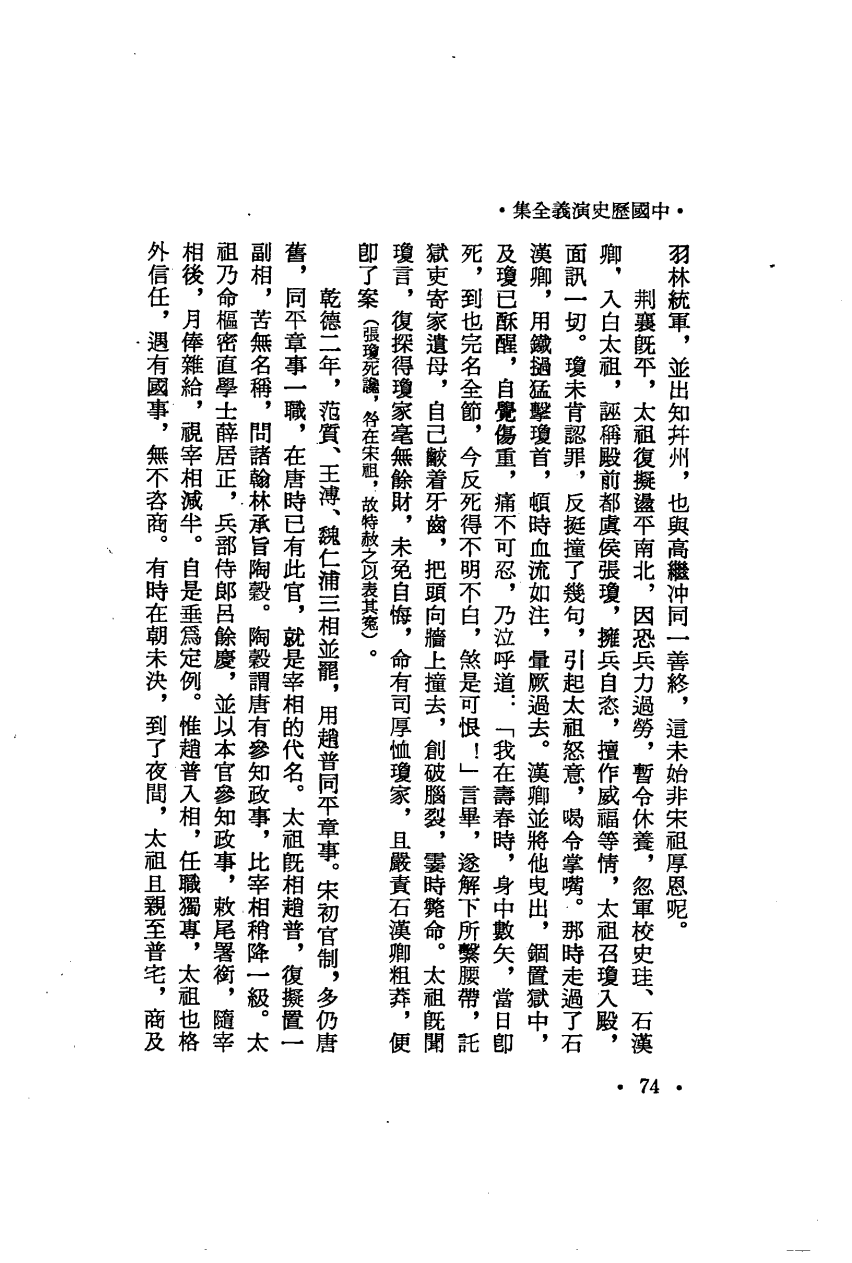 ·中國歷史演義全集·
羽林統軍，並出知幷州，也與高繼冲同一善終，這未始非宋祖厚恩呢。
荆襄既平，太祖復擬盪平南北，因恐兵力過勞，暫令休養，忽軍校史珪、石漢
卿，入白太祖，誣稱殿前都虞侯張瓊，擁兵自恣，擅作威福等情，太祖召瓊入殿，
面訊一切。瓊未肯認罪，反挺撞了幾句，引起太祖怒意，喝令掌嘴。那時走過了石
漢卿，用鐵撾猛擊瓊首，頓時血流如注，暈厥過去。漢卿並將他曳出，錮置獄中，
及瓊已酥醒，自覺傷重，痛不可忍，乃泣呼道：「我在壽春時，身中數矢，當日卽
死，到也完名全節，今反死得不明不白，煞是可恨！」言畢，遂解下所繫腰帶，託
獄吏寄家遺母，自己齩着牙齒，把頭向牆上撞去，創破腦裂，霎時斃命。太祖既聞
瓊言，復探得瓊家毫無餘財，未免自悔，命有司厚恤瓊家，且嚴責石漢卿粗莽，便
卽了案（張瓊死讒，咎在宋祖，故特赦之以表其寃）。
乾德二年，范質、王溥、魏仁浦三相並罷，用趙普同平章事。宋初官制，多仍唐
舊，同平章事一職，在唐時已有此官，就是宰相的代名。太祖既相趙普，復擬置一
副相，苦無名稱，問諸翰林承旨陶穀。陶穀謂唐有參知政事，比宰相稍降一級。太
祖乃命樞密直學士薛居正，兵部侍郎呂餘慶，並以本官參知政事，敕尾署銜，隨宰
相後，月俸雜給，視宰相減半。自是垂爲定例。惟趙普入相，任職獨專，太祖也格
外信任，遇有國事，無不咨商。有時在朝未決，到了夜間，太祖且親至普宅，商及
·74·